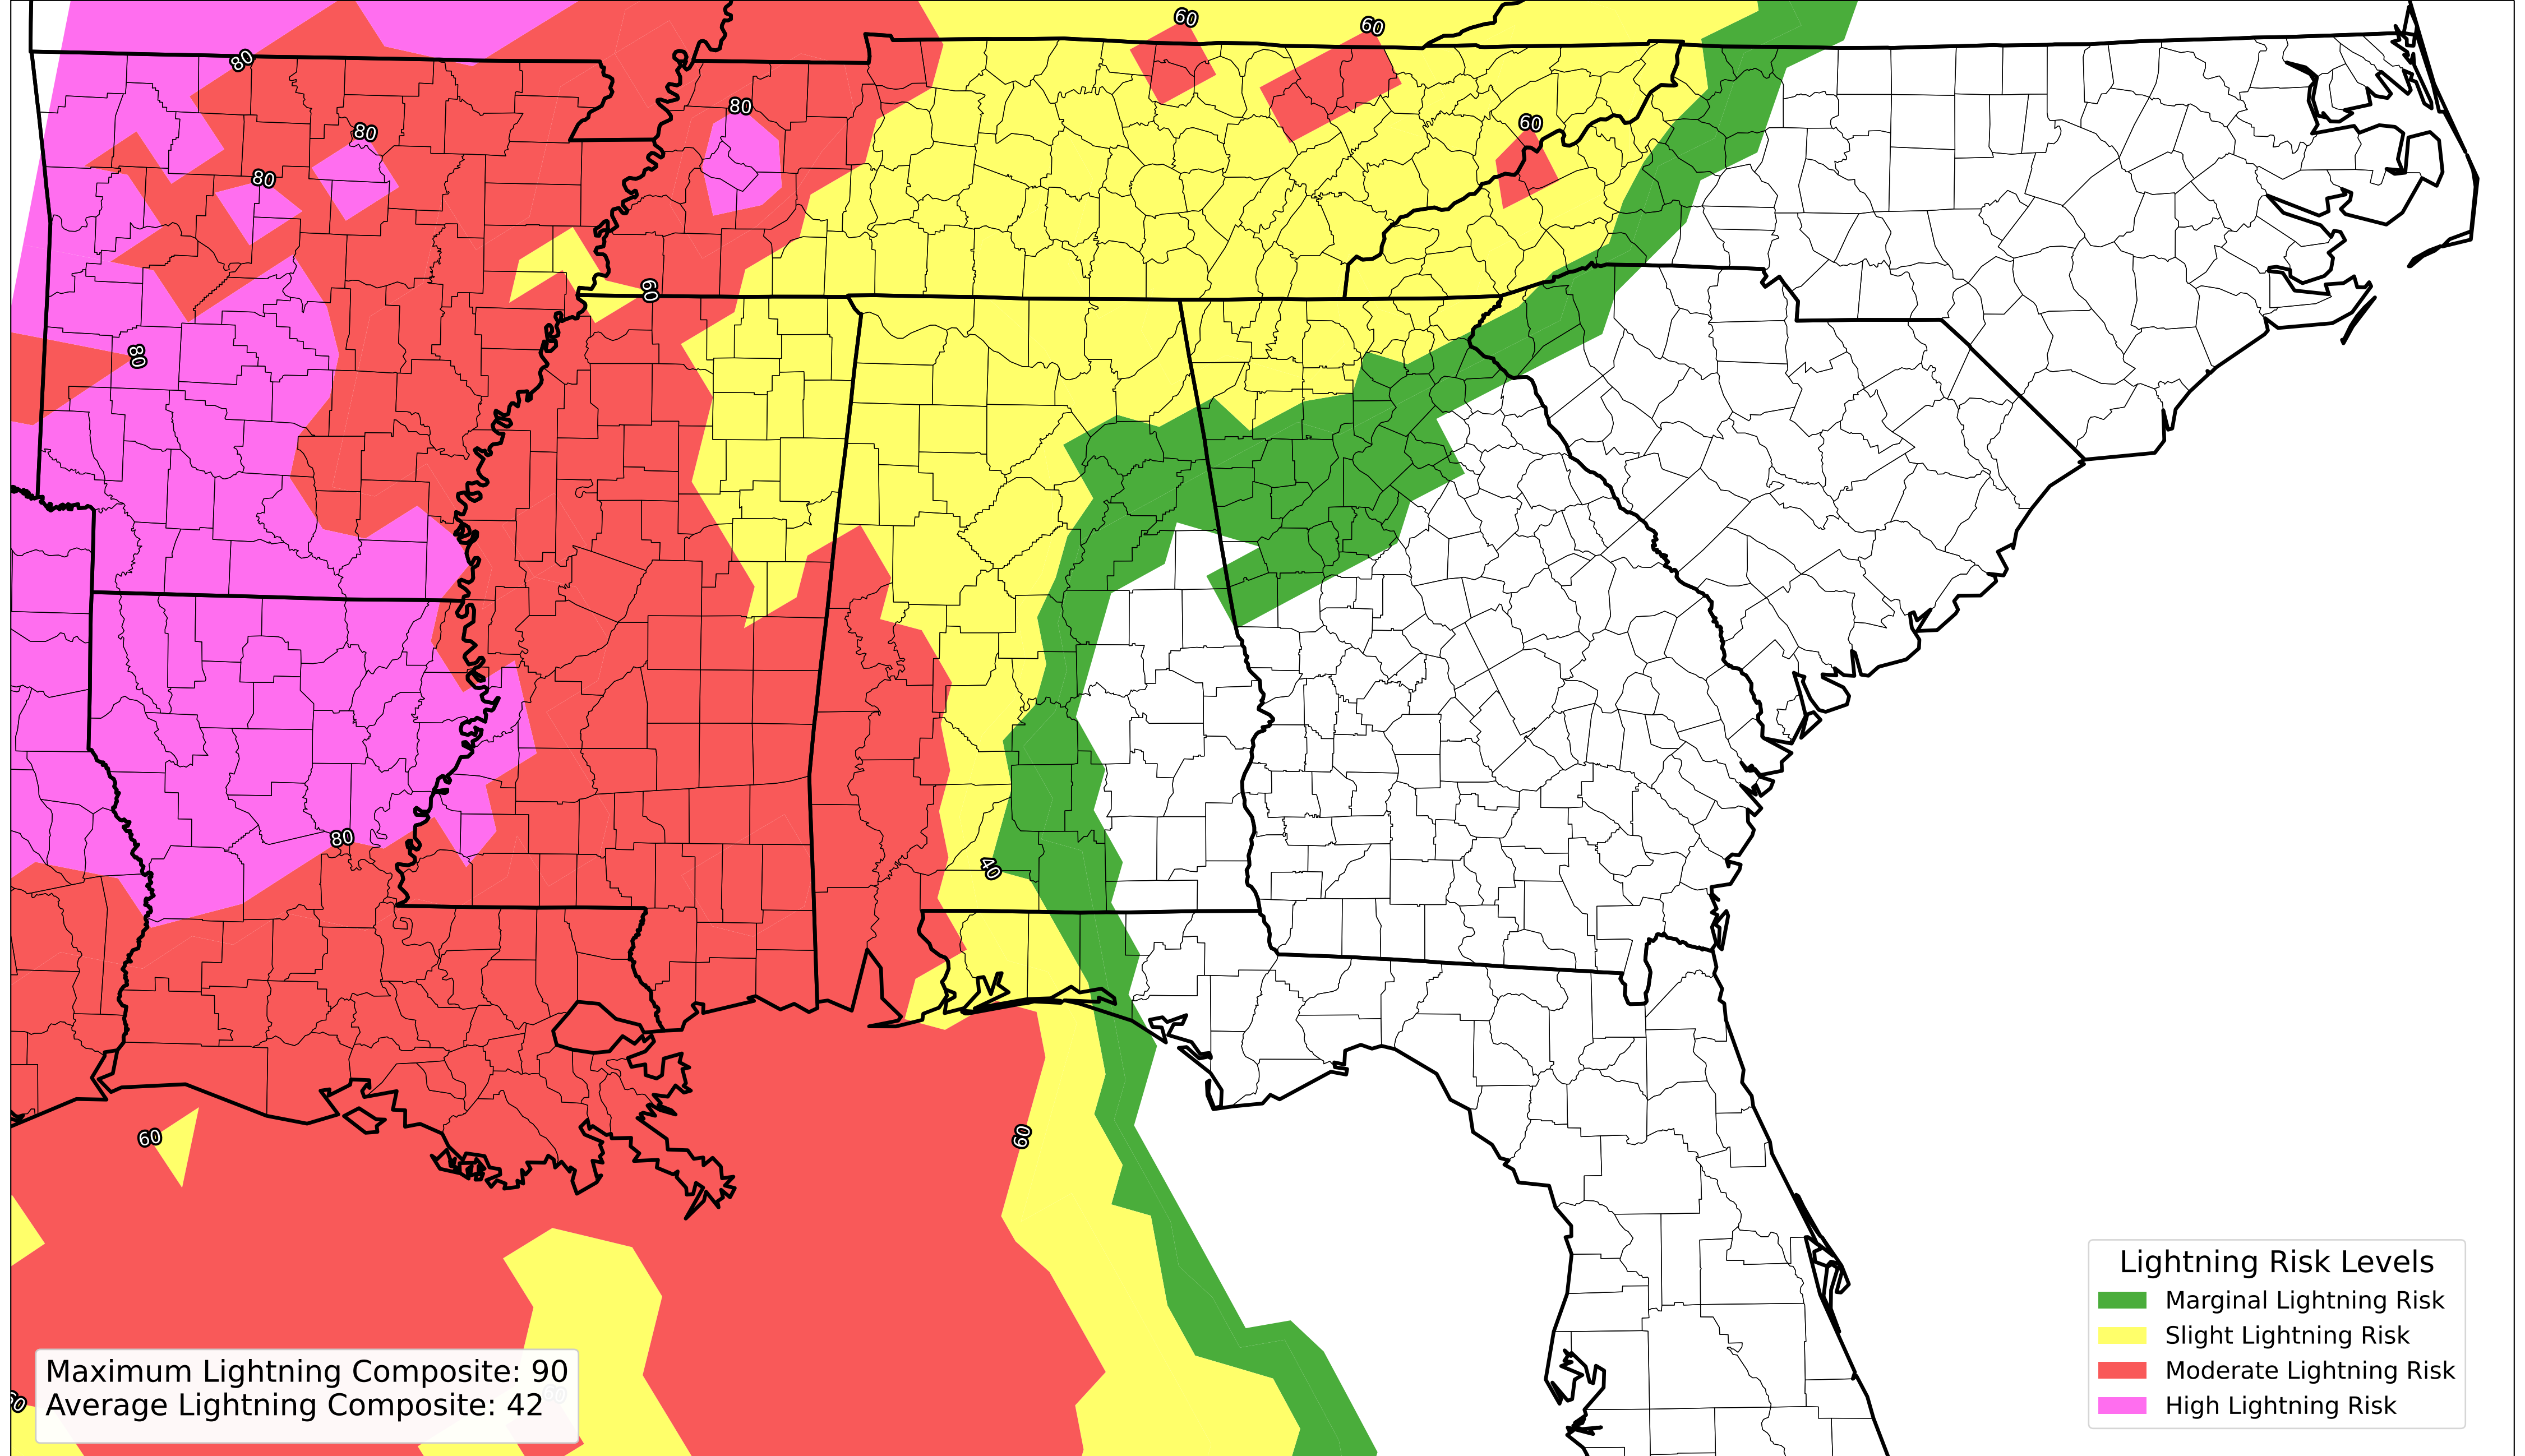 60
60
80
80
80
60
80
60
80
40
80
60
60
60
60
Maximum Lightning Composite: 90
Average Lightning Composite: 42
Lightning Risk Levels
Marginal Lightning Risk
Slight Lightning Risk
Moderate Lightning Risk
High Lightning Risk